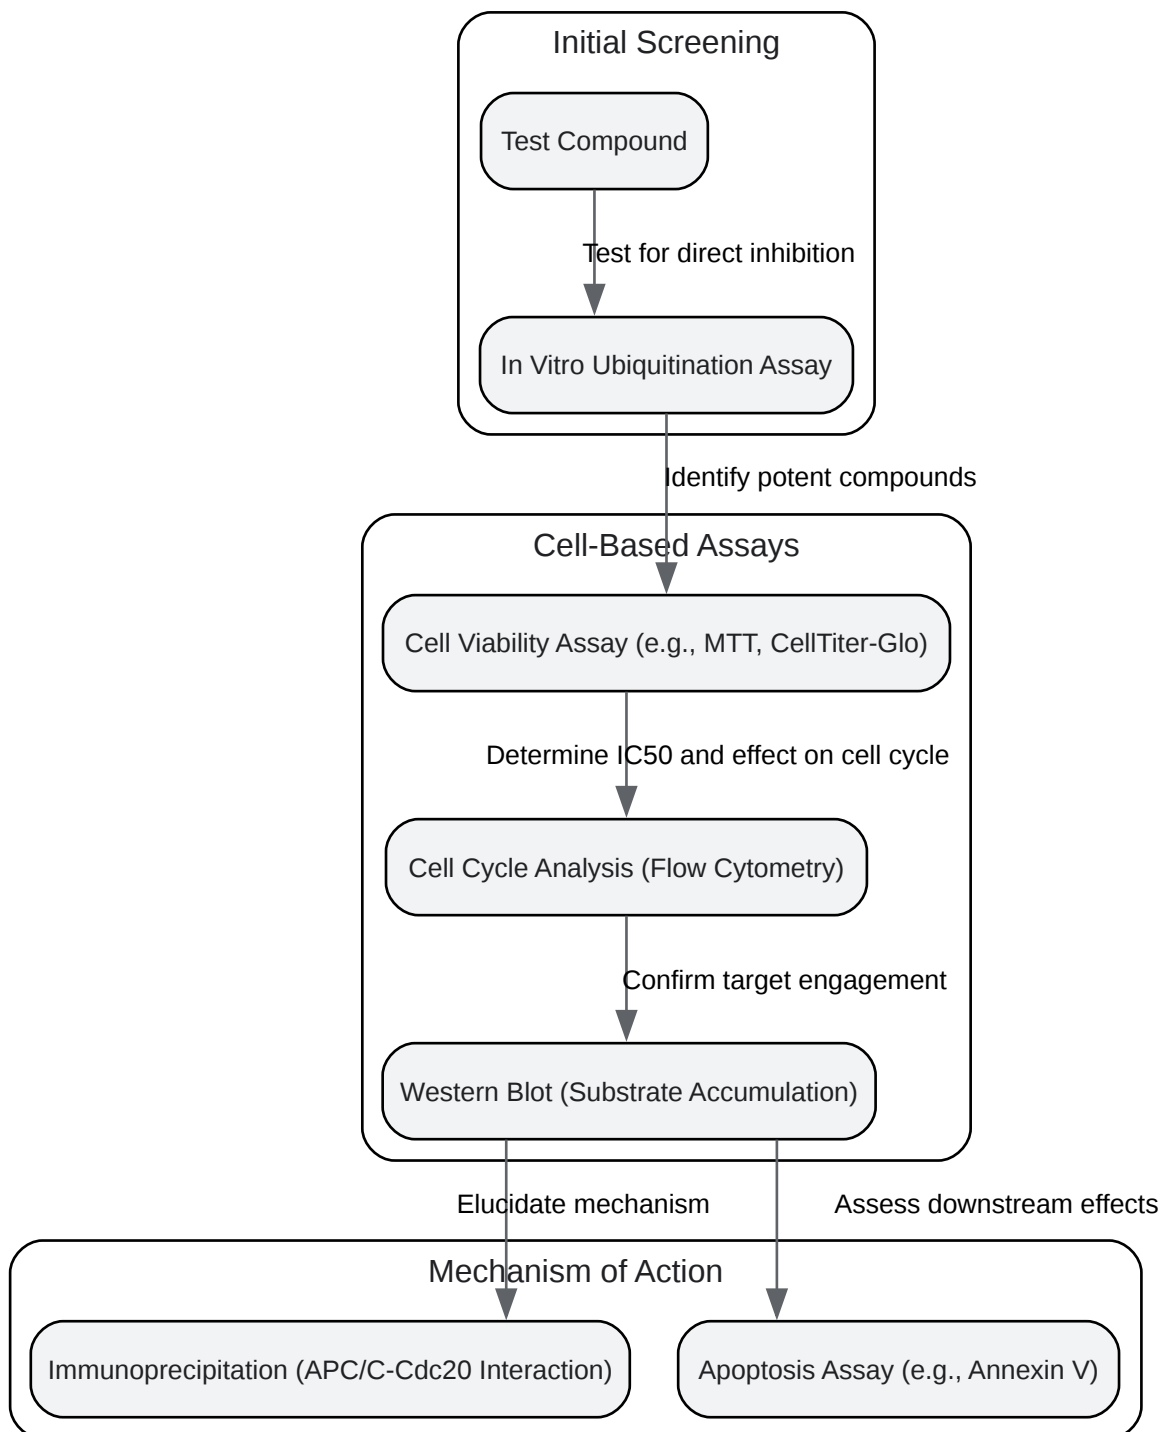 Initial Screening
Test Compound
Test for direct inhibition
In Vitro Ubiquitination Assay
Identify potent compounds
Cell-Based Assays
Cell Viability Assay (e.g., MTT, CellTiter-Glo)
Determine IC50 and effect on cell cycle
Cell Cycle Analysis (Flow Cytometry)
Confirm target engagement
Western Blot (Substrate Accumulation)
Elucidate mechanism
Assess downstream effects
Mechanism of Action
Immunoprecipitation (APC/C-Cdc20 Interaction)
Apoptosis Assay (e.g., Annexin V)